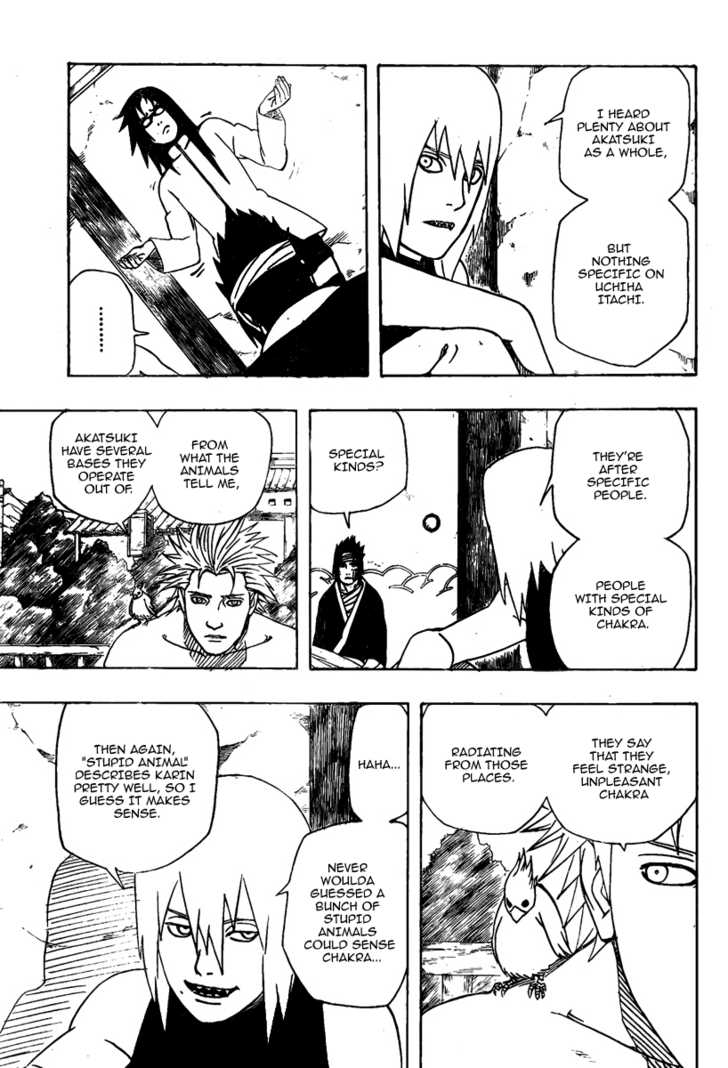 I HEARD
PLENTY ABOUT
AKATSUKI
AS A WHOLE,
BUT
NOTHING
SPECIFIC ON
UCHIHA
ITACHI.
........
THEY'RE
AFTER
SPECIFIC
PEOPLE.
PEOPLE
WITH SPECIAL
KINDS OF
CHAKRA.
SPECIAL
KINDS?
FROM
WHAT THE
ANIMALS
TELL ME,
AKATSUKI
HAVE SEVERAL
BASES THEY
OPERATE
OUT OF.
THEY SAY
THAT THEY
FEEL STRANGE,
UNPLEASANT
CHAKRA
RADIATING
FROM THOSE
PLACES.
HAHA...
NEVER
WOULDA
GUESSED A
BUNCH OF
STUPID
ANIMALS
COULD SENSE
CHAKRA...
THEN AGAIN,
"STUPID ANIMAL"
DESCRIBES KARIN
PRETTY WELL, SO I
GUESS IT MAKES
SENSE.